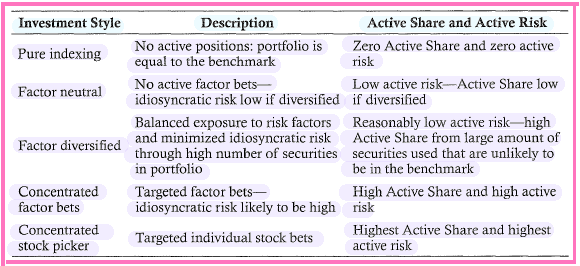 Investment Style Description Active Share and Active Risk
Pure indexing
No active positions: portfolio is
equal to the benchmark
Zero Active Share and zero active
risk
Factor neutral
No active factor bets—
idiosyncratic risk low if diversified
Low active risk—Active Share low
if diversified
Factor diversified
Balanced exposure to risk factors
and minimized idiosyncratic risk
through high number of securities
in portfolio
Reasonably low active risk—high
Active Share from large amount of
securities used that are unlikely to
be in the benchmark
Concentrated
factor bets
Targeted factor bets—
idiosyncratic risk likely to be high
High Active Share and high active
risk
Concentrated
stock picker
Targeted individual stock bets
Highest Active Share and highest
active risk